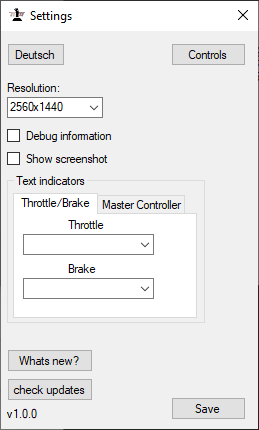 Settings
Deutsch
Controls
Resolution:
2560x1440
Debug information
Show screenshot
Text indicators
Throttle/Brake
Master Controller
Throttle
Brake
Whats new?
check updates
v1.0.0
Save